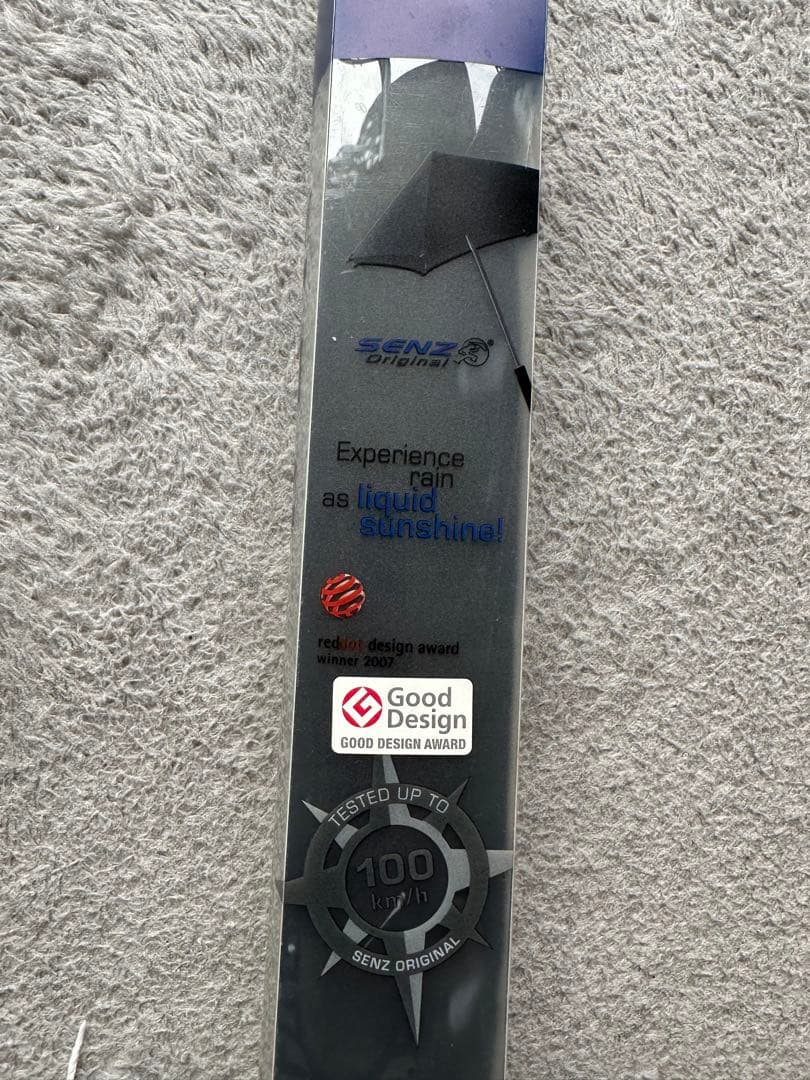 SENZ®
Original
Experience
rain
as liquid
sunshine!
reddot design award
winner 2007
Good
Design
GOOD DESIGN AWARD
TESTED UP TO
100
km/h
SENZ ORIGINAL